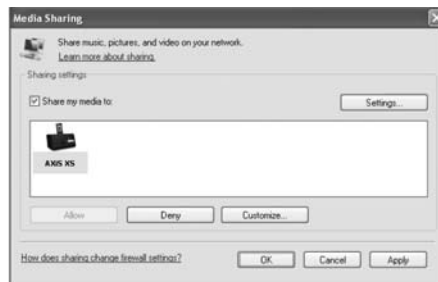 Media Sharing
Share music, pictures, and video on your network.
Learn more about sharing.
Sharing settings
Share my media to:
Settings...
AXIS XS
Allow
Deny
Customize...
How does sharing change firewall settings?
OK
Cancel
Apply